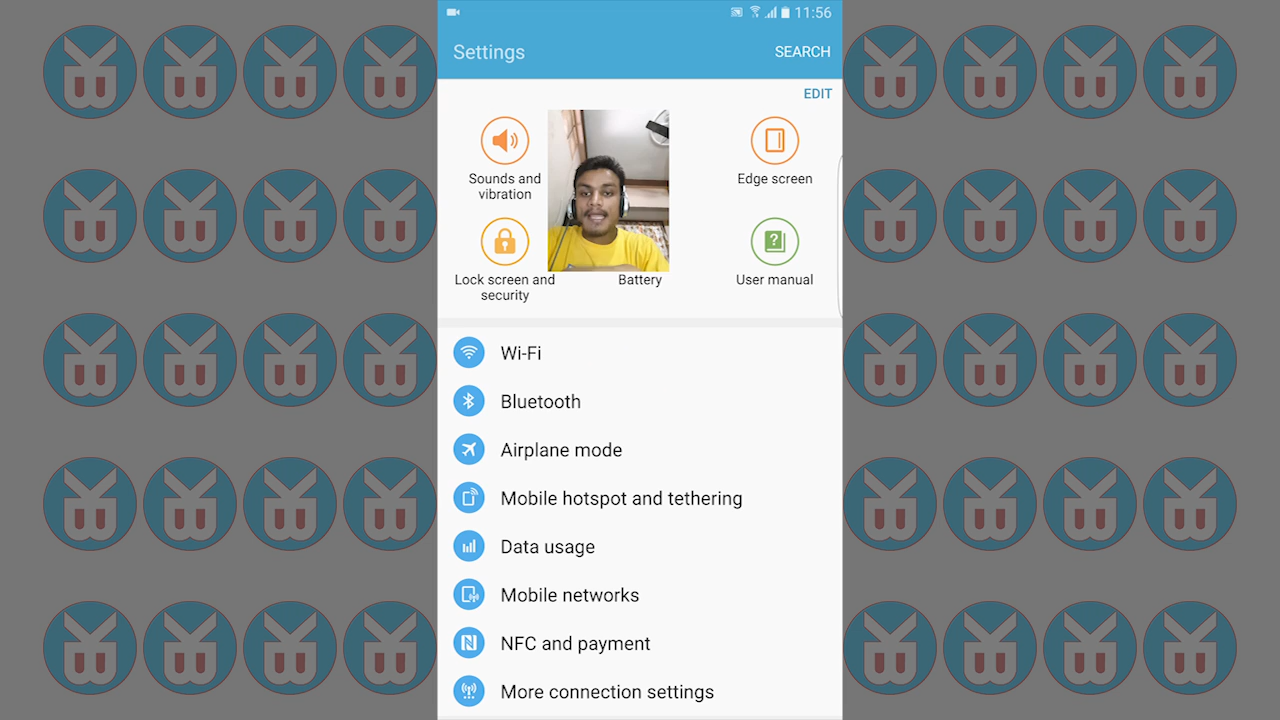 11:56
Settings
SEARCH
EDIT
Sounds and
vibration
Edge screen
Lock screen and
security
Battery
User manual
Wi-Fi
Bluetooth
Airplane mode
Mobile hotspot and tethering
Data usage
Mobile networks
NFC and payment
More connection settings